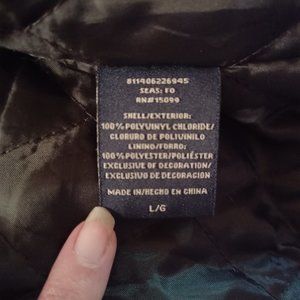 811406226945
SEAS: FO
RN#15099
SHELL/EXTERIOR:
100% POLYVINYL CHLORIDE/
CLORURO DE POLIVINILO
LINING/FORRO:
100% POLYESTER/POLIÉSTER
EXCLUSIVE OF DECORATION/
EXCLUSIVO DE DECORACIÓN
MADE IN/HECHO EN CHINA
L/G